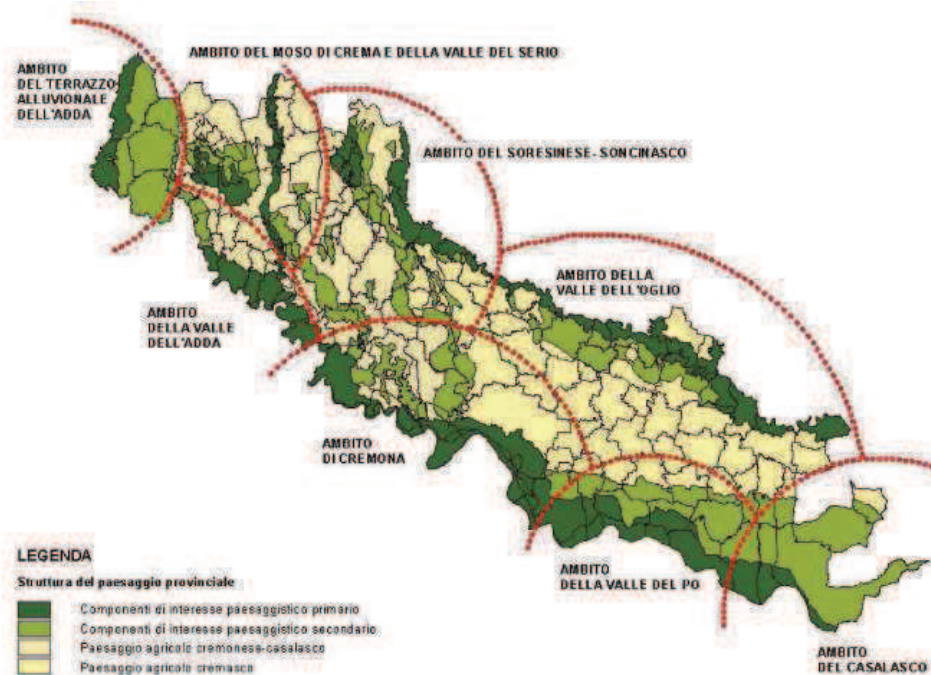 AMBITO DEL MOSO DI CREMA E DELLA VALLE DEL SERIO
AMBITO
DEL TERRAZZO
ALLUVIONALE
DELL'ADDA
AMBITO DEL SORESINESE - SONCINASCO
AMBITO DELLA
VALLE DELL'OGLIO
AMBITO
DELLA VALLE
DELL'ADDA
AMBITO
DI CREMONA
AMBITO
DELLA VALLE DEL PO
AMBITO
DEL CASALASCO
LEGENDA
Struttura del paesaggio provinciale
Componenti di interesse paesaggistico primario
Componenti di interesse paesaggistico secondario
Paesaggio agricolo cremonese-casalasco
Paesaggio agricolo cremasco